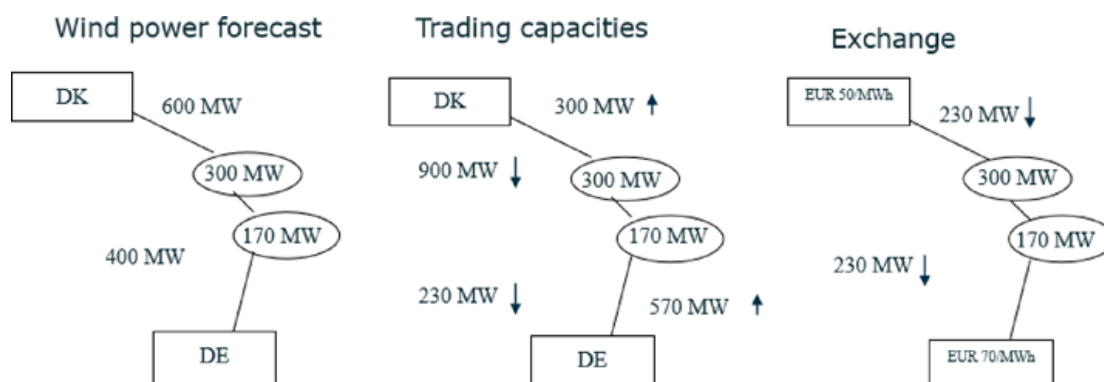 Wind power forecast
DK
600 MW
300 MW
170 MW
400 MW
DE
Trading capacities
DK
300 MW
900 MW
300 MW
170 MW
230 MW
570 MW
DE
Exchange
EUR 50/MWh
230 MW
300 MW
170 MW
230 MW
EUR 70/MWh